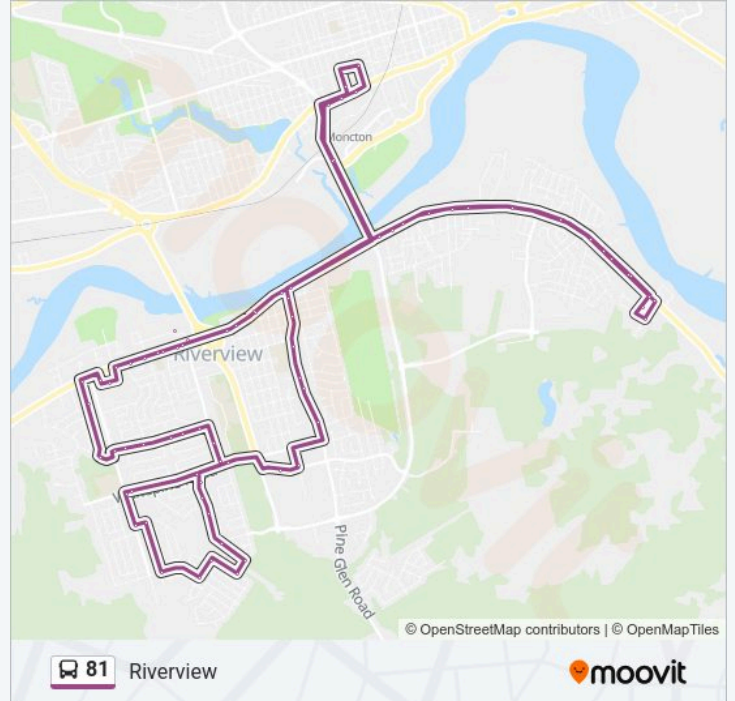 Moncton
Riverview
Pine Glen Road
© OpenStreetMap contributors | © OpenMapTiles
81 Riverview
moovit